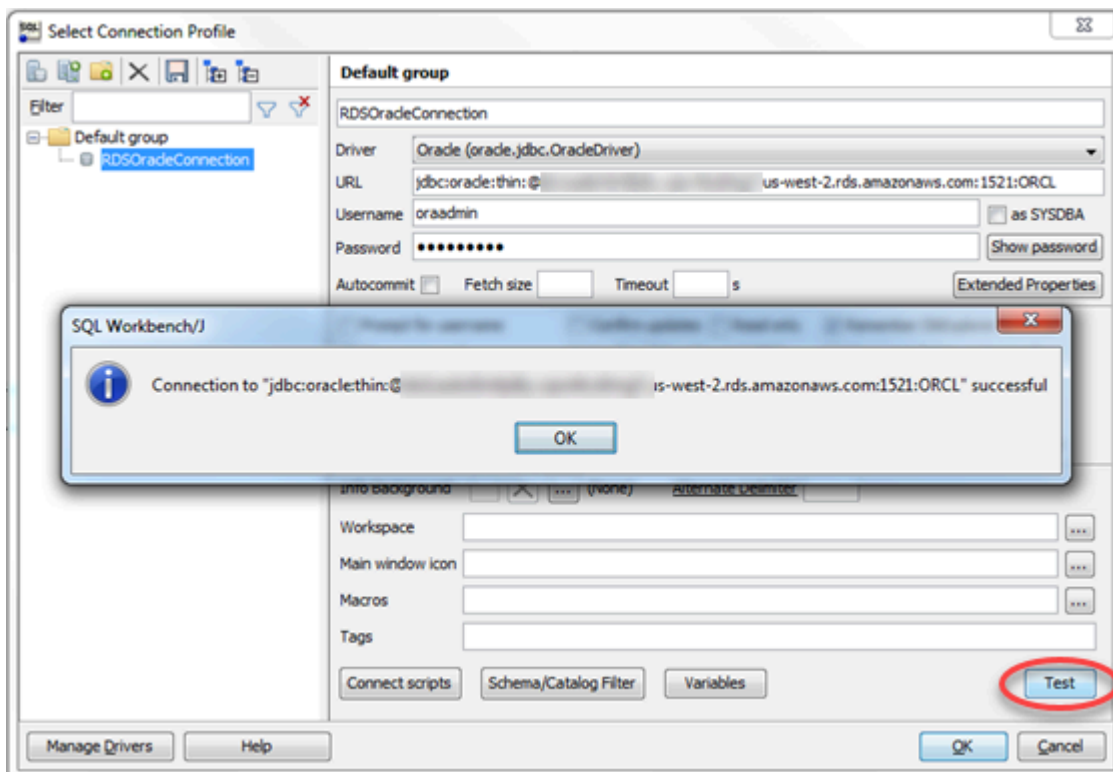 Select Connection Profile
Default group
Filter
RDSOracleConnection
Default group
RDSOracleConnection
Driver Oracle (oracle.jdbc.OracleDriver)
URL jdbc:oracle:thin:@ us-west-2.rds.amazonaws.com:1521:ORCL
Username oraadmin as SYSDBA
Password ••••••••• Show password
Autocommit Fetch size Timeout s Extended Properties
SQL Workbench/J
Connection to "jdbc:oracle:thin:@ us-west-2.rds.amazonaws.com:1521:ORCL" successful
OK
Info Background ... (None) Alternate Delimiter
Workspace ...
Main window icon ...
Macros ...
Tags
Connect scripts Schema/Catalog Filter Variables Test
Manage Drivers Help OK Cancel